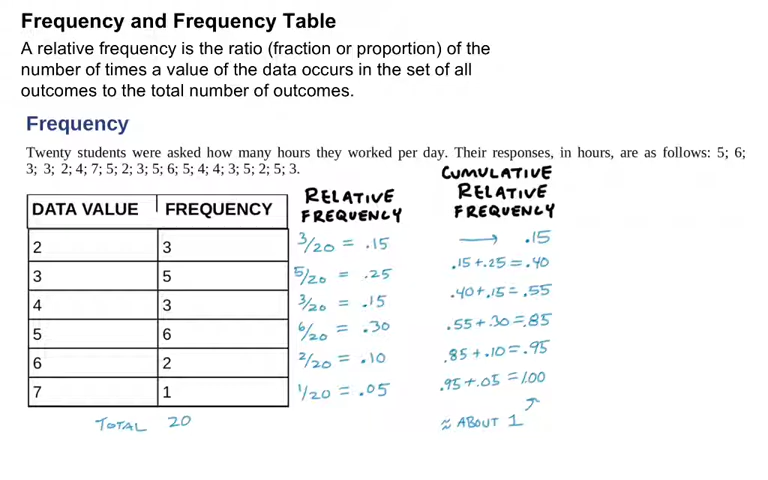 Frequency and Frequency Table
A relative frequency is the ratio (fraction or proportion) of the
number of times a value of the data occurs in the set of all
outcomes to the total number of outcomes.
Frequency
Twenty students were asked how many hours they worked per day. Their responses, in hours, are as follows: 5; 6;
3; 3; 2; 4; 7; 5; 2; 3; 5; 6; 5; 4; 4; 3; 5; 2; 5; 3.
DATA VALUE FREQUENCY RELATIVE FREQUENCY CUMULATIVE RELATIVE FREQUENCY
2 3 3/20 = .15 → .15
3 5 5/20 = .25 .15+.25=.40
4 3 3/20 = .15 .40+.15=.55
5 6 6/20 = .30 .55+.30=.85
6 2 2/20 = .10 .85+.10=.95
7 1 1/20 = .05 .95+.05=1.00
TOTAL 20 ≈ ABOUT 1